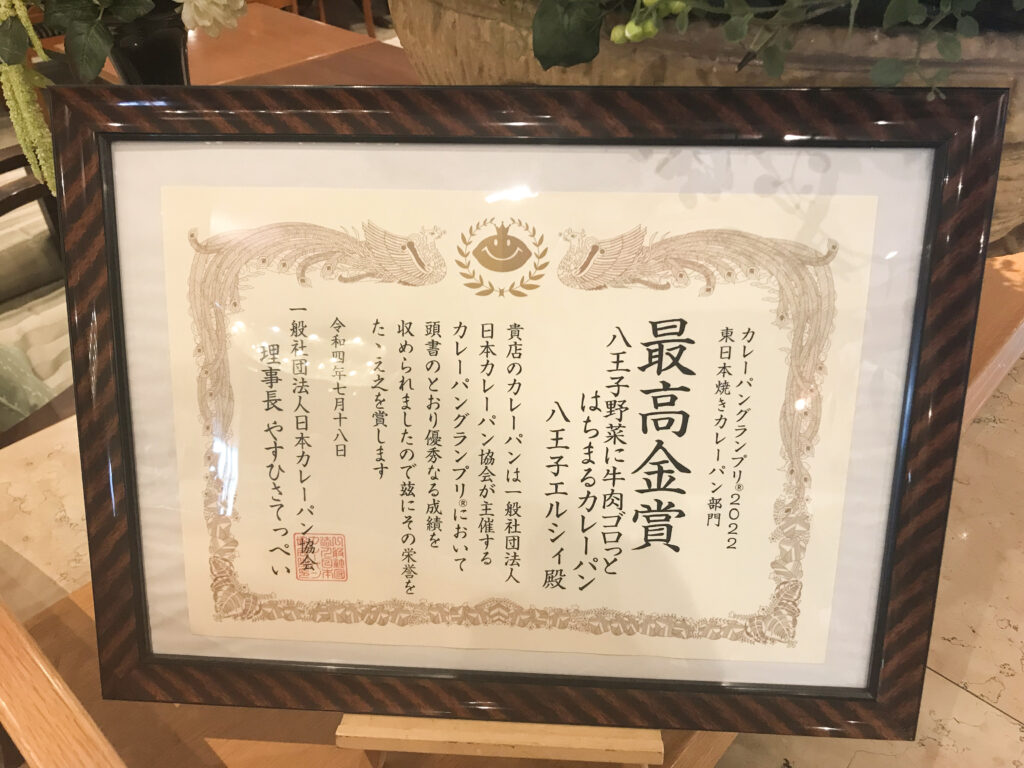 カレーパングランプリ®2022
東日本焼きカレーパン部門
最高金賞
八王子野菜に牛肉ゴロっと
はちまるカレーパン
八王子エルシィ殿
貴店のカレーパンは一般社団法人
日本カレーパン協会が主催する
カレーパングランプリ®において
頭書のとおり優秀なる成績を
収められましたので玆にその栄誉を
たゝえ之を賞します
令和四年七月十八日
一般社団法人日本カレーパン協会
理事長 やすひさてっぺい